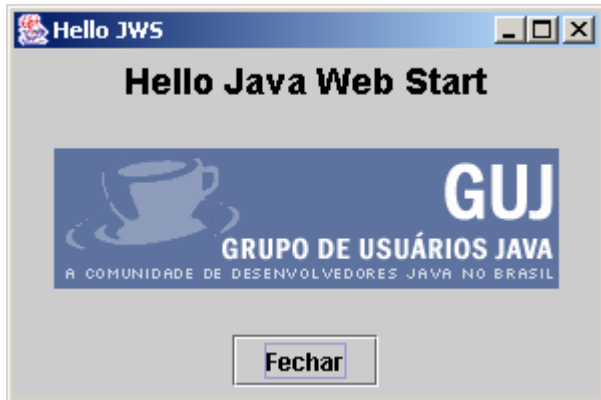 Hello JWS
Hello Java Web Start
GUJ
GRUPO DE USUÁRIOS JAVA
A COMUNIDADE DE DESENVOLVEDORES JAVA NO BRASIL
Fechar